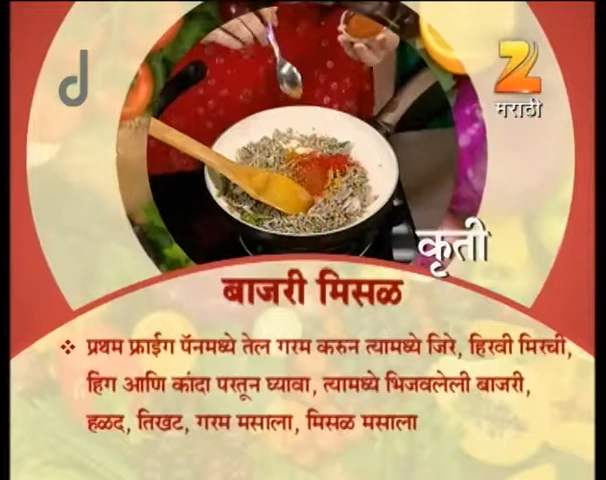 मराठी
कृती
बाजरी मिसळ
❖ प्रथम फ्राईग पॅनमध्ये तेल गरम करुन त्यामध्ये जिरे, हिरवी मिरची,
हिग आणि कांदा परतून घ्यावा, त्यामध्ये भिजवलेली बाजरी,
हळद, तिखट, गरम मसाला, मिसळ मसाला